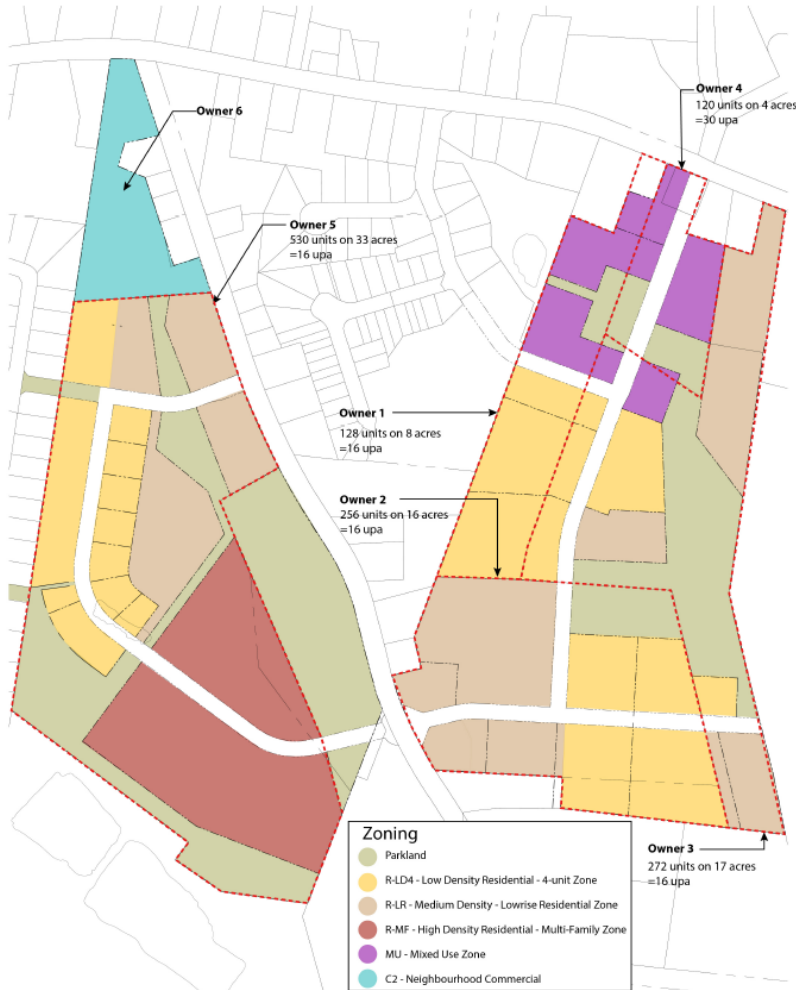 Owner 4
120 units on 4 acres
=30 upa
Owner 6
Owner 5
530 units on 33 acres
=16 upa
Owner 1
128 units on 8 acres
=16 upa
Owner 2
256 units on 16 acres
=16 upa
Owner 3
272 units on 17 acres
=16 upa
Zoning
Parkland
R-LD4 - Low Density Residential - 4-unit Zone
R-LR - Medium Density - Lowrise Residential Zone
R-MF - High Density Residential - Multi-Family Zone
MU - Mixed Use Zone
C2 - Neighbourhood Commercial